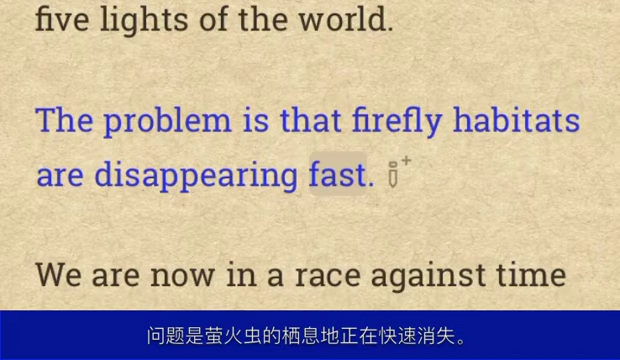 five lights of the world.
The problem is that firefly habitats
are disappearing fast.
We are now in a race against time
问题是萤火虫的栖息地正在快速消失。